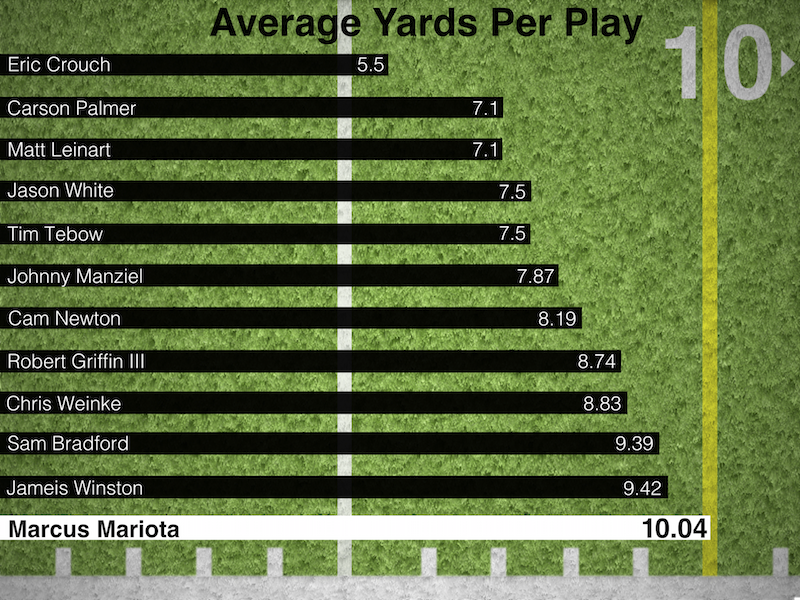 Average Yards Per Play
10
Eric Crouch 5.5
Carson Palmer 7.1
Matt Leinart 7.1
Jason White 7.5
Tim Tebow 7.5
Johnny Manziel 7.87
Cam Newton 8.19
Robert Griffin III 8.74
Chris Weinke 8.83
Sam Bradford 9.39
Jameis Winston 9.42
Marcus Mariota 10.04